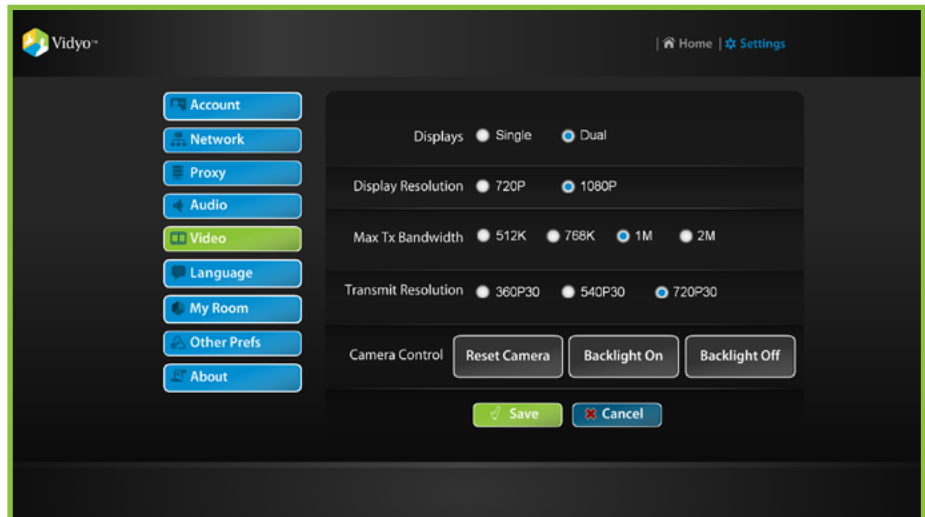 Vidyo™
| Home | Settings
Account
Network
Proxy
Audio
Video
Language
My Room
Other Prefs
About
Displays Single Dual
Display Resolution 720P 1080P
Max Tx Bandwidth 512K 768K 1M 2M
Transmit Resolution 360P30 540P30 720P30
Camera Control Reset Camera Backlight On Backlight Off
Save Cancel